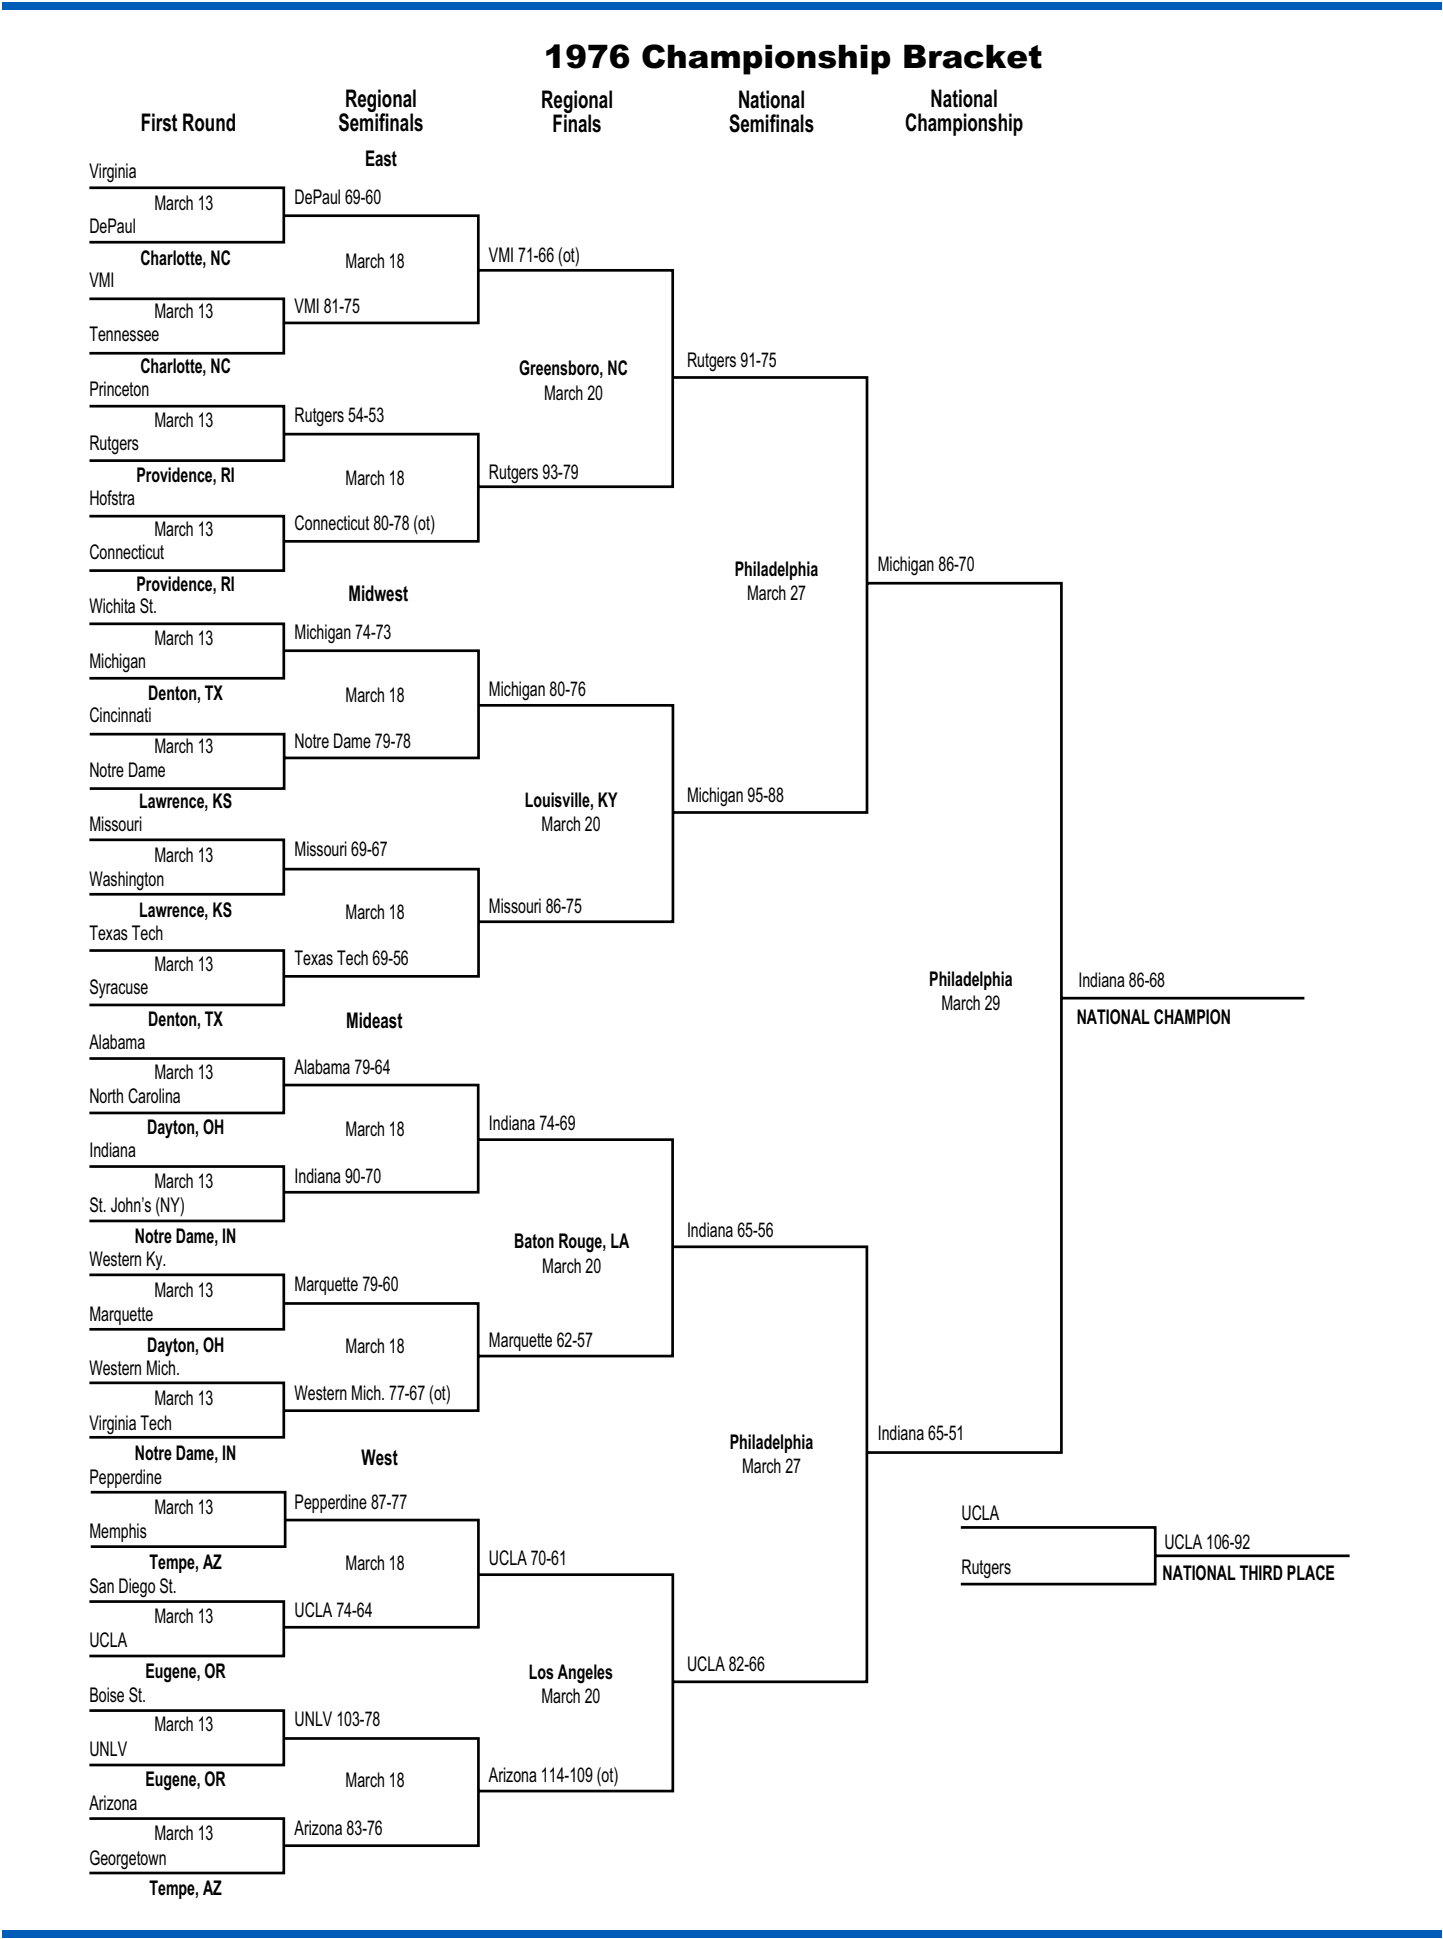 1976 Championship Bracket
First Round
Regional
Semifinals
Regional
Finals
National
Semifinals
National
Championship
East
Virginia
March 13
DePaul
Charlotte, NC
DePaul 69-60
March 18
VMI
March 13
Tennessee
Charlotte, NC
VMI 81-75
VMI 71-66 (ot)
Greensboro, NC
March 20
Princeton
March 13
Rutgers
Providence, RI
Rutgers 54-53
March 18
Hofstra
March 13
Connecticut
Providence, RI
Connecticut 80-78 (ot)
Rutgers 93-79
Rutgers 91-75
Philadelphia
March 27
Michigan 86-70
Midwest
Wichita St.
March 13
Michigan
Denton, TX
Michigan 74-73
March 18
Cincinnati
March 13
Notre Dame
Lawrence, KS
Notre Dame 79-78
Michigan 80-76
Louisville, KY
March 20
Missouri
March 13
Washington
Lawrence, KS
Missouri 69-67
March 18
Texas Tech
March 13
Syracuse
Denton, TX
Texas Tech 69-56
Missouri 86-75
Michigan 95-88
Philadelphia
March 29
Indiana 86-68
NATIONAL CHAMPION
Mideast
Alabama
March 13
North Carolina
Dayton, OH
Alabama 79-64
March 18
Indiana
March 13
St. John’s (NY)
Notre Dame, IN
Indiana 90-70
Indiana 74-69
Baton Rouge, LA
March 20
Western Ky.
March 13
Marquette
Dayton, OH
Marquette 79-60
March 18
Western Mich.
March 13
Virginia Tech
Notre Dame, IN
Western Mich. 77-67 (ot)
Marquette 62-57
Indiana 65-56
Philadelphia
March 27
Indiana 65-51
West
Pepperdine
March 13
Memphis
Tempe, AZ
Pepperdine 87-77
March 18
San Diego St.
March 13
UCLA
Eugene, OR
UCLA 74-64
UCLA 70-61
Los Angeles
March 20
Boise St.
March 13
UNLV
Eugene, OR
UNLV 103-78
March 18
Arizona
March 13
Georgetown
Tempe, AZ
Arizona 83-76
Arizona 114-109 (ot)
UCLA 82-66
UCLA
Rutgers
UCLA 106-92
NATIONAL THIRD PLACE